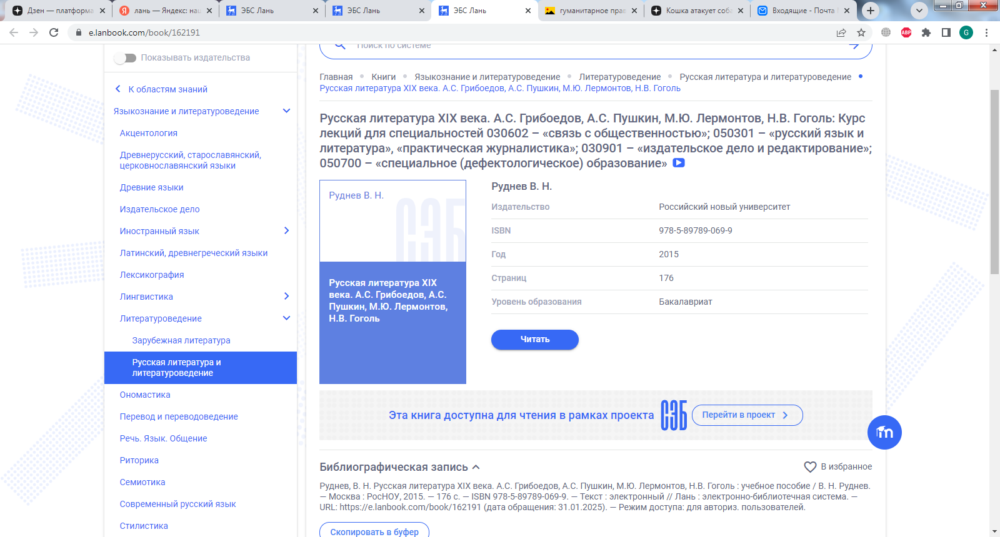 Дзен — платформа
лань — Яндекс: наш
ЭБС Лань
ЭБС Лань
ЭБС Лань
гуманитарное прав
Кошка атакует соба
Входящие - Почта
e.lanbook.com/book/162191
ABP
G
Показывать издательства
К областям знаний
Языкознание и литературоведение
Акцентология
Древнерусский, старославянский,
церковнославянский языки
Древние языки
Издательское дело
Иностранный язык
Латинский, древнегреческий языки
Лексикография
Лингвистика
Литературоведение
Зарубежная литература
Русская литература и
литературоведение
Ономастика
Перевод и переводоведение
Речь. Язык. Общение
Риторика
Семиотика
Современный русский язык
Стилистика
Поиск по системе
Главная • Книги • Языкознание и литературоведение • Литературоведение • Русская литература и литературоведение •
Русская литература XIX века. А.С. Грибоедов, А.С. Пушкин, М.Ю. Лермонтов, Н.В. Гоголь
Русская литература XIX века. А.С. Грибоедов, А.С. Пушкин, М.Ю. Лермонтов, Н.В. Гоголь: Курс
лекций для специальностей 030602 – «связь с общественностью»; 050301 – «русский язык и
литература», «практическая журналистика»; 030901 – «издательское дело и редактирование»;
050700 – «специальное (дефектологическое) образование»
Руднев В. Н.
СЭБ
Русская литература XIX
века. А.С. Грибоедов, А.С.
Пушкин, М.Ю. Лермонтов,
Н.В. Гоголь
Руднев В. Н.
Издательство Российский новый университет
ISBN 978-5-89789-069-9
Год 2015
Страниц 176
Уровень образования Бакалавриат
Читать
Эта книга доступна для чтения в рамках проекта СЭБ Перейти в проект
m
Библиографическая запись
В избранное
Руднев, В. Н. Русская литература XIX века. А.С. Грибоедов, А.С. Пушкин, М.Ю. Лермонтов, Н.В. Гоголь : учебное пособие / В. Н. Руднев.
— Москва : РосНОУ, 2015. — 176 с. — ISBN 978-5-89789-069-9. — Текст : электронный // Лань : электронно-библиотечная система. —
URL: https://e.lanbook.com/book/162191 (дата обращения: 31.01.2025). — Режим доступа: для авториз. пользователей.
Скопировать в буфер